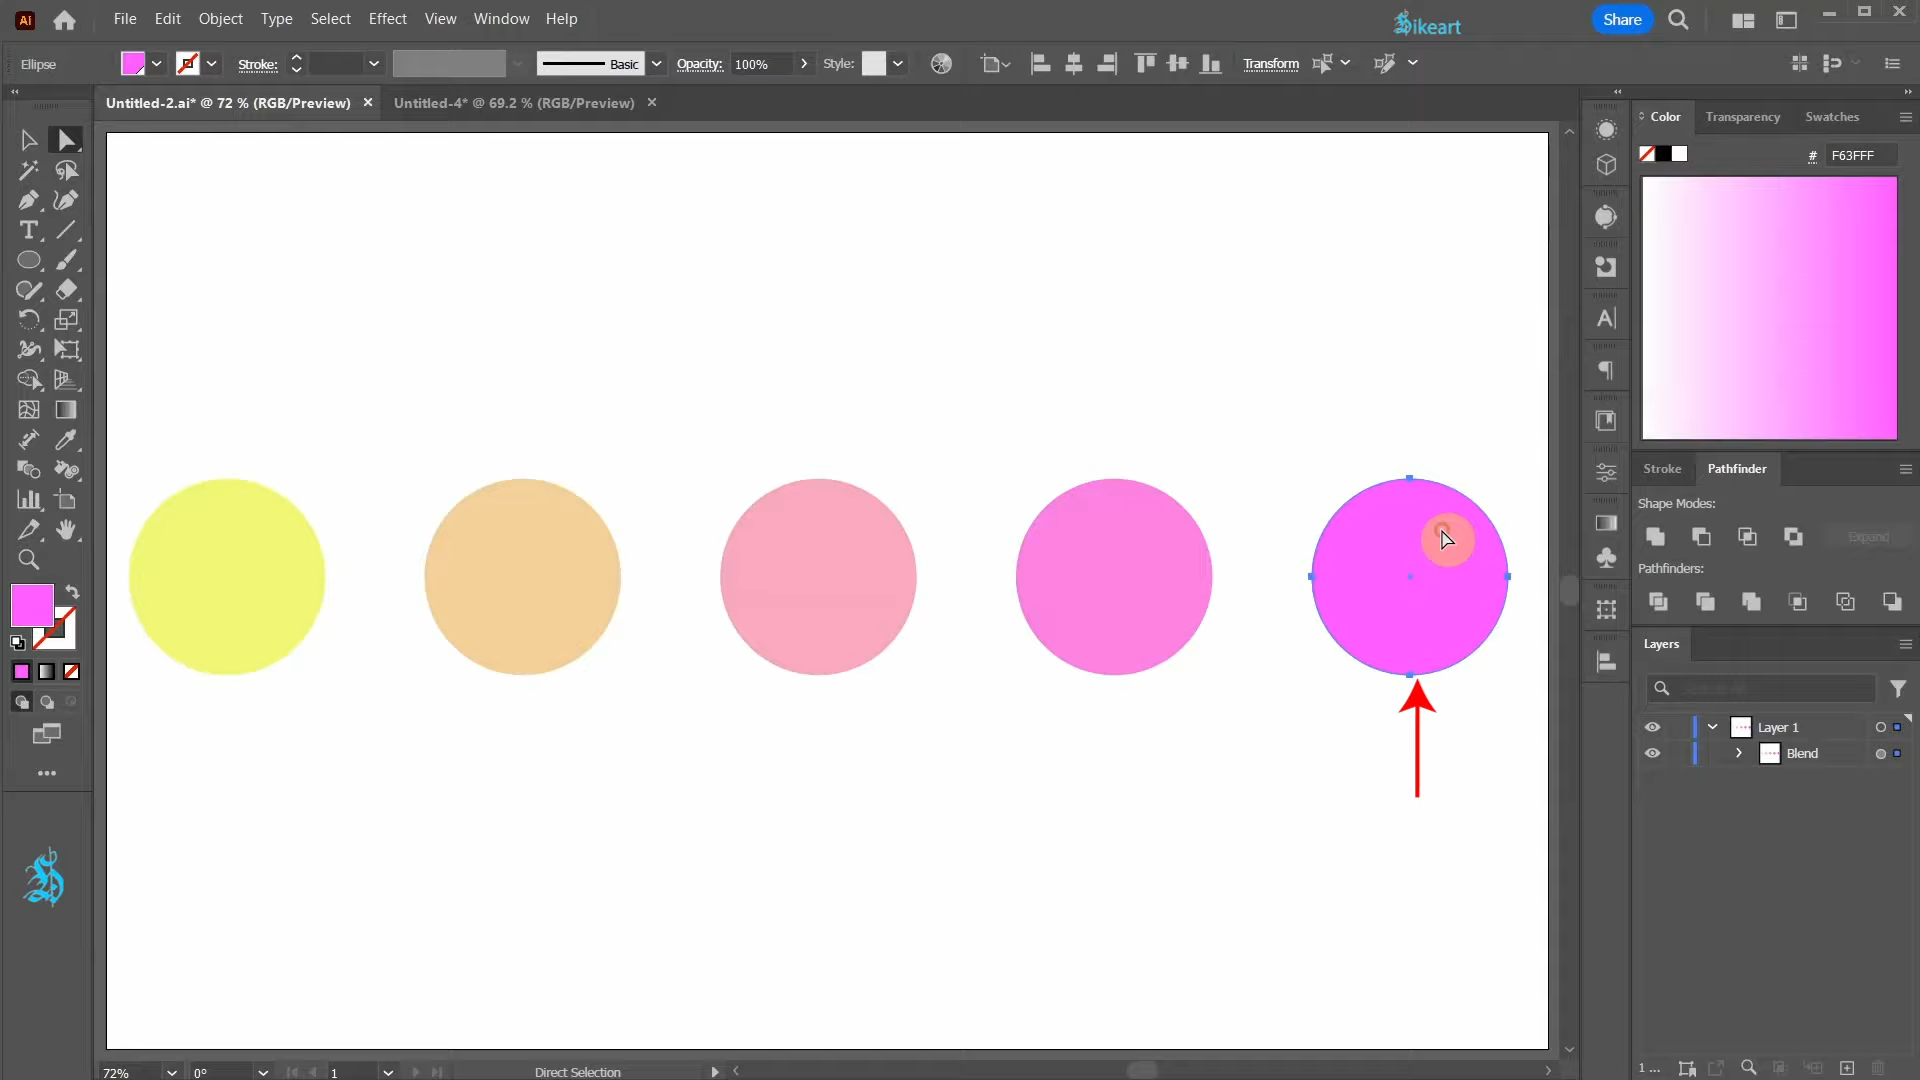 Ai File Edit Object Type Select Effect View Window Help Sikeart Share
Ellipse Stroke: Basic Opacity: 100% Style: Transform
Untitled-2.ai* @ 72 % (RGB/Preview) × Untitled-4* @ 69.2 % (RGB/Preview) ×
Color Transparency Swatches
# F63FFF
Stroke Pathfinder
Shape Modes:
Expand
Pathfinders:
Layers
Layer 1
Blend
72% 0° 1 Direct Selection 1 ...